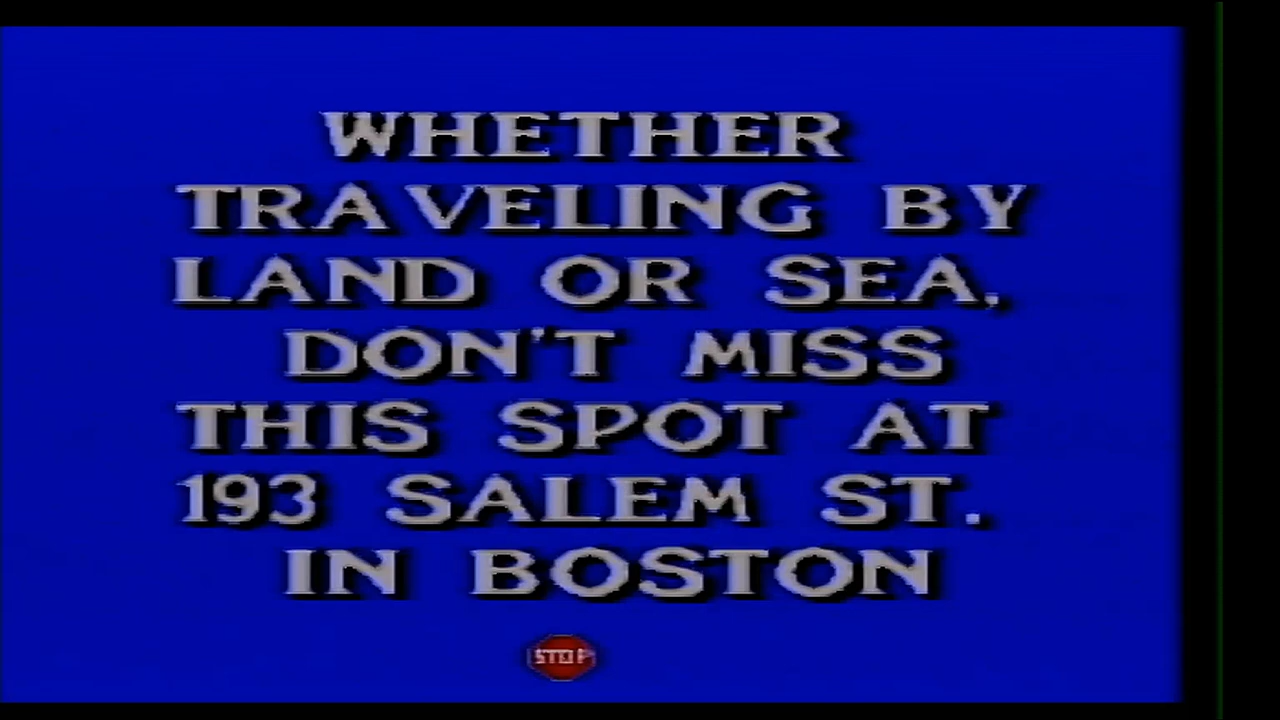 WHETHER
TRAVELING BY
LAND OR SEA,
DON'T MISS
THIS SPOT AT
193 SALEM ST.
IN BOSTON
STOP